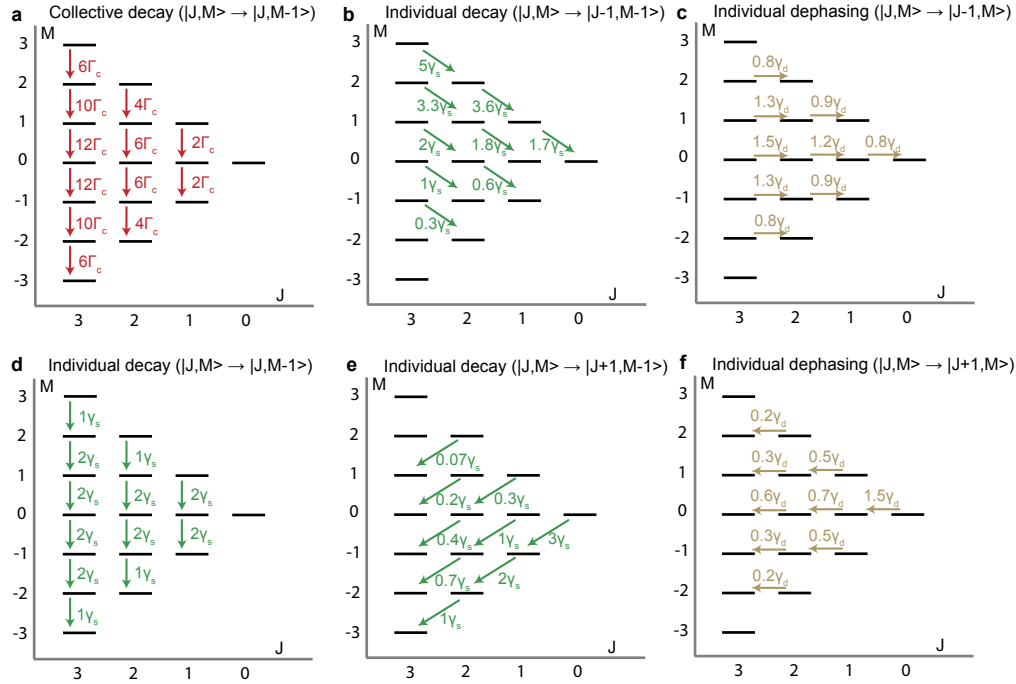 a Collective decay (|J,M> → |J,M-1>)
M
3
6Γc
2
10Γc 4Γc
1
12Γc 6Γc 2Γc
0
12Γc 6Γc 2Γc
-1
10Γc 4Γc
-2
6Γc
-3
J
3 2 1 0
b Individual decay (|J,M> → |J-1,M-1>)
M
3
5γs
2
3.3γs 3.6γs
1
2γs 1.8γs 1.7γs
0
1γs 0.6γs
-1
0.3γs
-2
-3
J
3 2 1 0
c Individual dephasing (|J,M> → |J-1,M>)
M
3
0.8γd
2
1.3γd 0.9γd
1
1.5γd 1.2γd 0.8γd
0
1.3γd 0.9γd
-1
0.8γd
-2
-3
J
3 2 1 0
d Individual decay (|J,M> → |J,M-1>)
M
3
1γs
2
2γs 1γs
1
2γs 2γs 2γs
0
2γs 2γs 2γs
-1
2γs 1γs
-2
1γs
-3
J
3 2 1 0
e Individual decay (|J,M> → |J+1,M-1>)
M
3
2
0.07γs
1
0.2γs 0.3γs
0
0.4γs 1γs 3γs
-1
0.7γs 2γs
-2
1γs
-3
J
3 2 1 0
f Individual dephasing (|J,M> → |J+1,M>)
M
3
0.2γd
2
0.3γd 0.5γd
1
0.6γd 0.7γd 1.5γd
0
0.3γd 0.5γd
-1
0.2γd
-2
-3
J
3 2 1 0